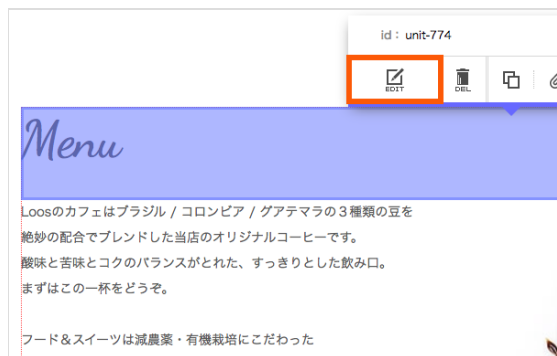 id： unit-774
EDIT
DEL
Menu
Loosのカフェはブラジル / コロンビア / グアテマラの３種類の豆を
絶妙の配合でブレンドした当店のオリジナルコーヒーです。
酸味と苦味とコクのバランスがとれた、すっきりとした飲み口。
まずはこの一杯をどうぞ。
フード＆スイーツは減農薬・有機栽培にこだわった